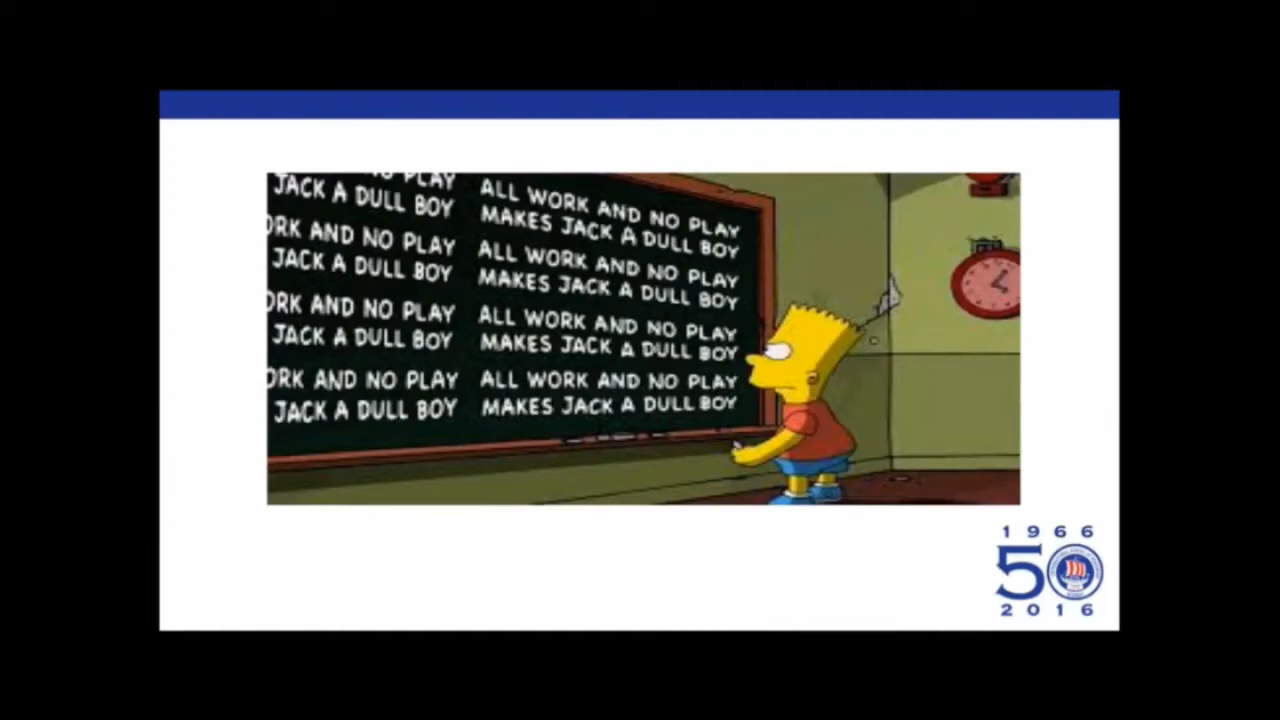 O PLAY
JACK A DULL BOY
ORK AND NO PLAY
JACK A DULL BOY
ORK AND NO PLAY
JACK A DULL BOY
ORK AND NO PLAY
JACK A DULL BOY
ALL WORK AND NO PLAY
MAKES JACK A DULL BOY
ALL WORK AND NO PLAY
MAKES JACK A DULL BOY
ALL WORK AND NO PLAY
MAKES JACK A DULL BOY
ALL WORK AND NO PLAY
MAKES JACK A DULL BOY
1966
50
2016